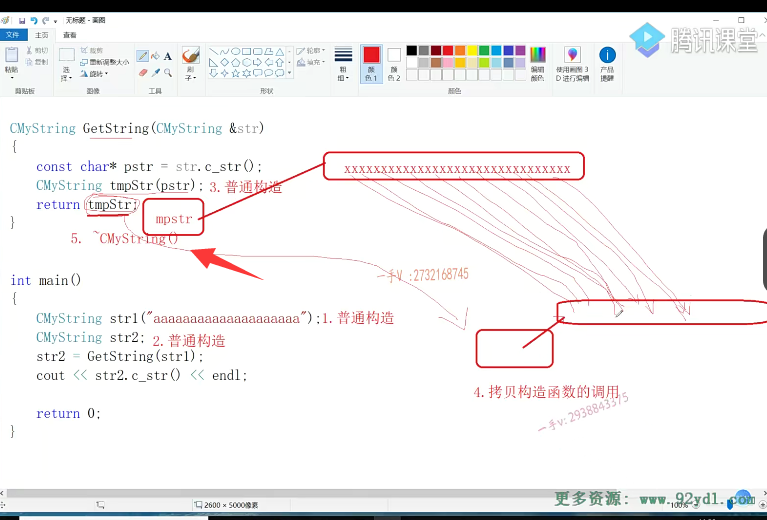 无标题 - 画图
文件 主页 查看
粘贴
剪切
复制
选择
裁剪
重新调整大小
旋转
刷子
轮廓
填充
粗细
颜色 1
颜色 2
编辑颜色
使用画图 3D 进行编辑
产品提醒
剪贴板 图像 工具 形状 颜色
腾讯课堂
CMyString GetString(CMyString &str)
{
const char* pstr = str.c_str();
CMyString tmpStr(pstr); 3.普通构造
return tmpStr;
}
xxxxxxxxxxxxxxxxxxxxxxxxxxxxxxx
mpstr
5. ~CMyString()
int main()
{
CMyString str1("aaaaaaaaaaaaaaaaaaaa"); 1.普通构造
CMyString str2; 2.普通构造
str2 = GetString(str1);
cout << str2.c_str() << endl;
return 0;
}
一手V :2732168745
4.拷贝构造函数的调用
一手v: 2938843375
2600 × 5000像素
100%
更多资源: www.92ydl.com